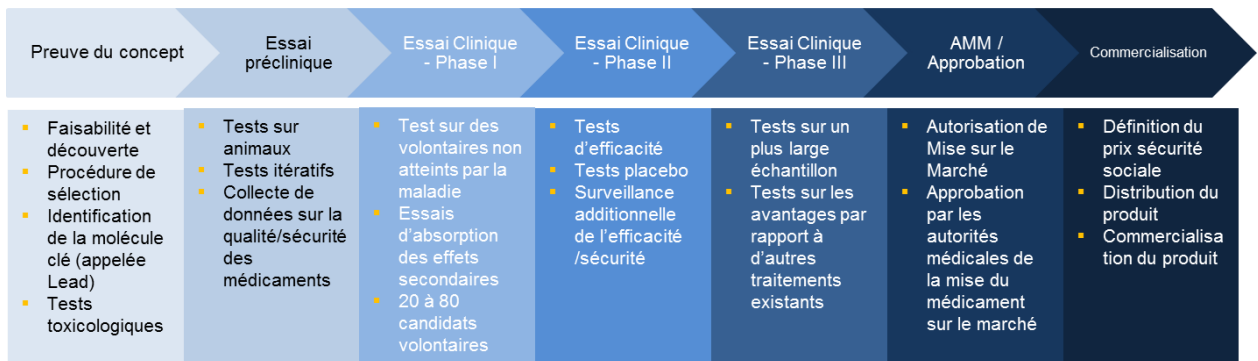 Preuve du concept
Essai
préclinique
Essai Clinique
- Phase I
Essai Clinique
- Phase II
Essai Clinique
- Phase III
AMM /
Approbation
Commercialisation
▪ Faisabilité et
découverte
▪ Procédure de
sélection
▪ Identification
de la molécule
clé (appelée
Lead)
▪ Tests
toxicologiques
▪ Tests sur
animaux
▪ Tests itératifs
▪ Collecte de
données sur la
qualité/sécurité
des
médicaments
▪ Test sur des
volontaires non
atteints par la
maladie
▪ Essais
d’absorption
des effets
secondaires
▪ 20 à 80
candidats
volontaires
▪ Tests
d’efficacité
▪ Tests placebo
▪ Surveillance
additionnelle
de l’efficacité
/sécurité
▪ Tests sur un
plus large
échantillon
▪ Tests sur les
avantages par
rapport à
d’autres
traitements
existants
▪ Autorisation de
Mise sur le
Marché
▪ Approbation
par les
autorités
médicales de
la mise du
médicament
sur le marché
▪ Définition du
prix sécurité
sociale
▪ Distribution du
produit
▪ Commercialisa
tion du produit